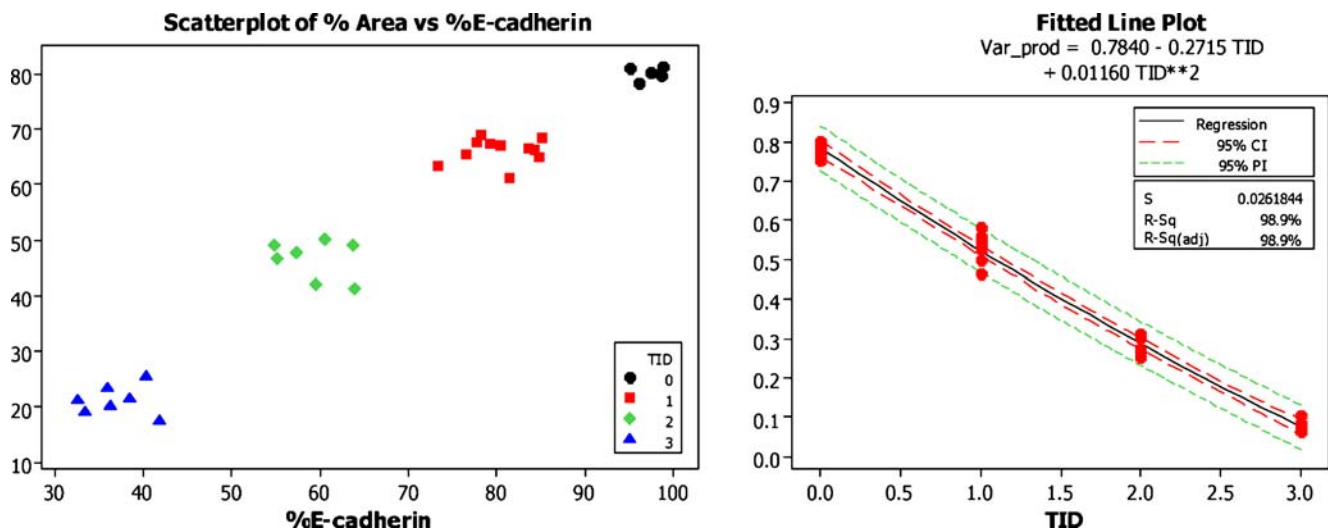 Scatterplot of % Area vs %E-cadherin
80
70
60
50
40
30
20
10
30 40 50 60 70 80 90 100
%E-cadherin
TID
0
1
2
3
Fitted Line Plot
Var_prod = 0.7840 - 0.2715 TID
+ 0.01160 TID**2
0.9
0.8
0.7
0.6
0.5
0.4
0.3
0.2
0.1
0.0
0.0 0.5 1.0 1.5 2.0 2.5 3.0
TID
Regression
95% CI
95% PI
S 0.0261844
R-Sq 98.9%
R-Sq(adj) 98.9%